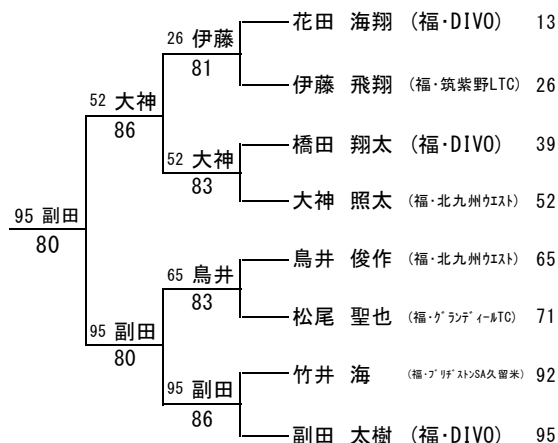 花田 海翔 (福・DIVO) 13
26 伊藤
81
伊藤 飛翔 (福・筑紫野LTC) 26
52 大神
86
橋田 翔太 (福・DIVO) 39
52 大神
83
大神 照太 (福・北九州ウエスト) 52
95 副田
80
鳥井 俊作 (福・北九州ウエスト) 65
65 鳥井
83
松尾 聖也 (福・グランディールTC) 71
95 副田
80
竹井 海 (福・ブリヂストンSA久留米) 92
95 副田
86
副田 太樹 (福・DIVO) 95